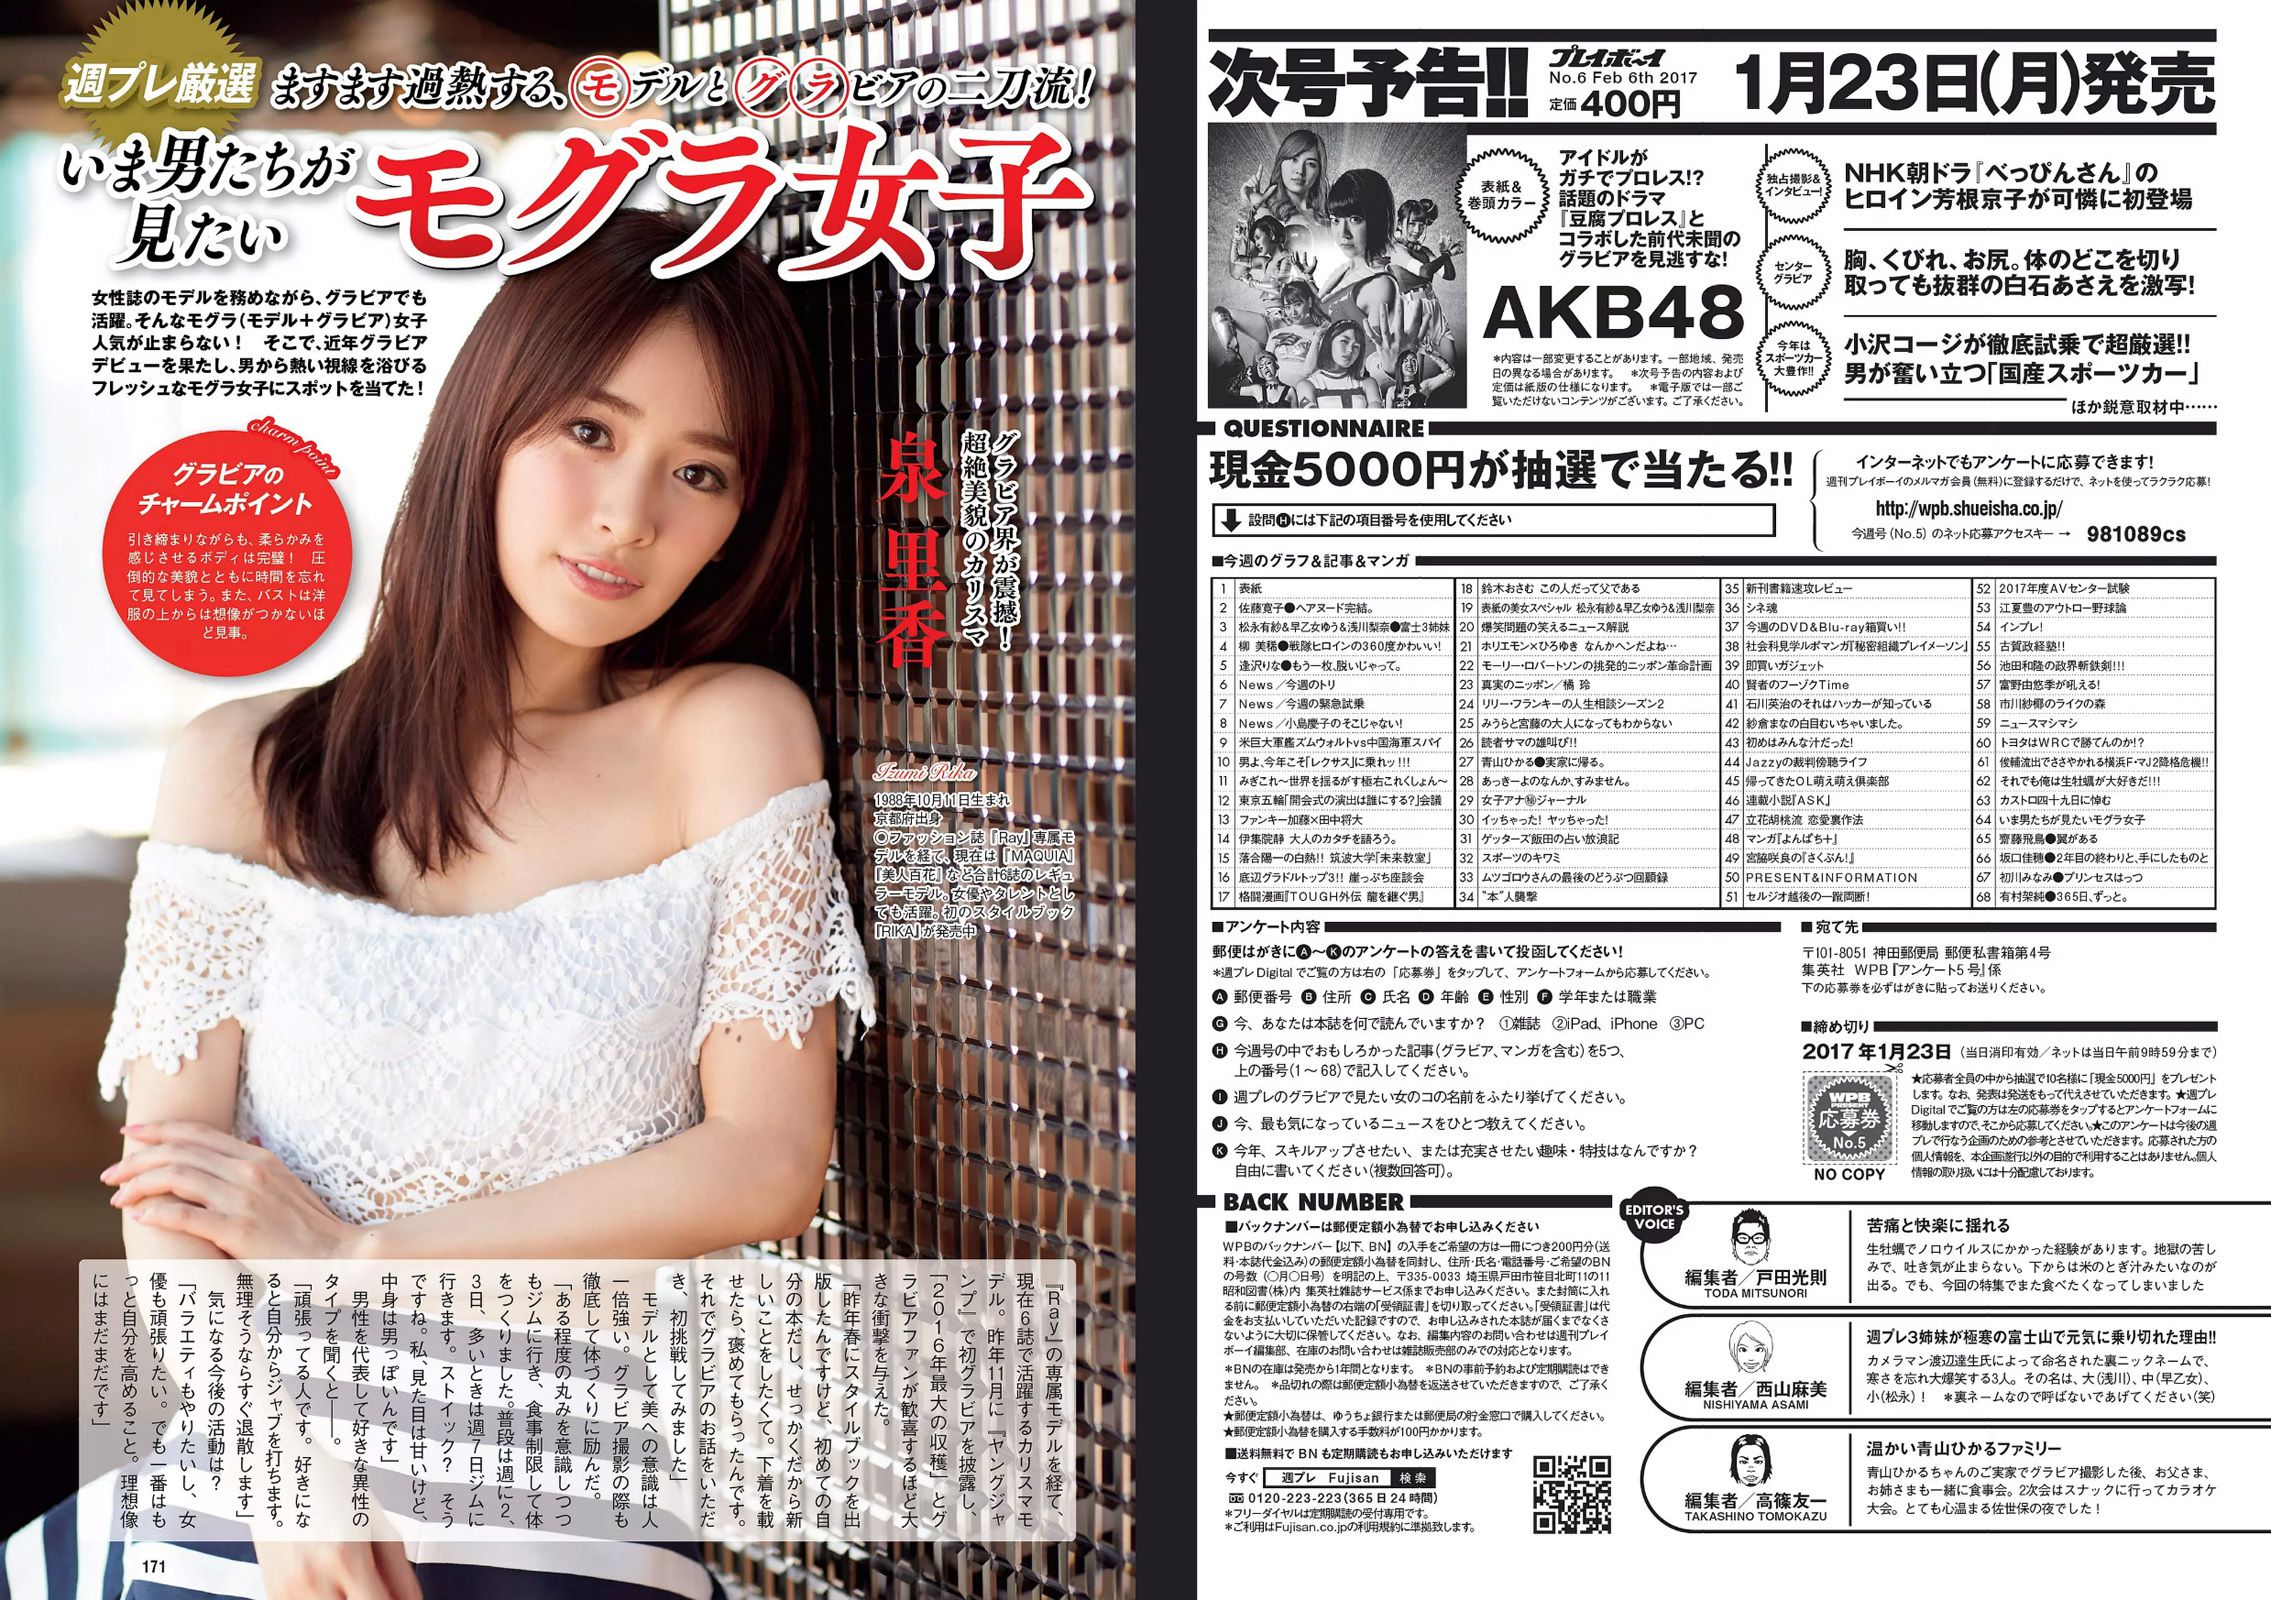 週プレ厳選
ますます過熱する、モデルとグラビアの二刀流!
いま男たちが
見たい
モグラ女子
女性誌のモデルを務めながら、グラビアでも
活躍。そんなモグラ(モデル+グラビア)女子
人気が止まらない! そこで、近年グラビア
デビューを果たし、男から熱い視線を浴びる
フレッシュなモグラ女子にスポットを当てた!
charm point
グラビアの
チャームポイント
引き締まりながらも、柔らかみを
感じさせるボディは完璧! 圧
倒的な美貌とともに時間を忘れ
て見てしまう。また、バストは洋
服の上からは想像がつかないほ
ど見事。
グラビア界が震撼!
超絶美貌のカリスマ
泉里香
Izumi Rika
1988年10月11日生まれ
京都府出身
◎ファッション誌『Ray』専属モ
デルを経て、現在は『MAQUIA』
『美人百花』など合計6誌のレギュ
ラーモデル。女優やタレントとし
ても活躍。初のスタイルブック
『RIKA』が発売中
『Ray』の専属モデルを経て、
現在6誌で活躍するカリスマモ
デル。昨年11月に『ヤングジャ
ンプ』で初グラビアを披露し、
「2016年最大の収穫」とグ
ラビアファンが歓喜するほど大
きな衝撃を与えた。
「昨年春にスタイルブックを出
版したんですけど、初めての自
分の本だし、せっかくだから新
しいことをしたくて。下着を載
せたら、褒めてもらったんです。
それでグラビアのお話をいただ
き、初挑戦してみました」
モデルとして美への意識は人
一倍強い。グラビア撮影の際も
徹底して体づくりに励んだ。
「ある程度の丸みを意識しつつ
もジムに行き、食事制限して体
をつくりました。普段は週に2、
3日、多いときは週7日ジムに
行きます。ストイック? そう
ですね。私、見た目は甘いけど、
中身は男っぽいんです」
男性を代表して好きな異性の
タイプを聞くと――。
「頑張ってる人です。好きにな
ると自分からジャブを打ちます。
無理そうならすぐ退散します」
気になる今後の活動は?
「バラエティもやりたいし、女
優も頑張りたい。でも一番はも
っと自分を高めること。理想像
にはまだまだです」
171
次号予告!!
プレイボーイ
No.6 Feb 6th 2017
定価400円
1月23日(月)発売
表紙&
巻頭カラー
アイドルが
ガチでプロレス!?
話題のドラマ
『豆腐プロレス』と
コラボした前代未聞の
グラビアを見逃すな!
AKB48
*内容は一部変更することがあります。一部地域、発売
日の異なる場合があります。 *次号予告の内容および
定価は紙版の仕様になります。 *電子版では一部ご
覧いただけないコンテンツがございます。ご了承ください。
独占撮影&
インタビュー!
NHK朝ドラ『べっぴんさん』の
ヒロイン芳根京子が可憐に初登場
センター
グラビア
胸、くびれ、お尻。体のどこを切り
取っても抜群の白石あさえを激写!
今年は
スポーツカー
大豊作!!
小沢コージが徹底試乗で超厳選!!
男が奮い立つ「国産スポーツカー」
ほか鋭意取材中……
QUESTIONNAIRE
現金5000円が抽選で当たる!!
設問Hには下記の項目番号を使用してください
インターネットでもアンケートに応募できます!
週刊プレイボーイのメルマガ会員(無料)に登録するだけで、ネットを使ってラクラク応募!
http://wpb.shueisha.co.jp/
今週号(No.5)のネット応募アクセスキー→ 981089cs
■今週のグラフ&記事&マンガ
1 表紙
2 佐藤寛子●ヘアヌード完結。
3 松永有紗&早乙女ゆう&浅川梨奈●富士3姉妹
4 柳 美稀●戦隊ヒロインの360度かわいい!
5 逢沢りな●もう一枚、脱いじゃって。
6 News/今週のトリ
7 News/今週の緊急試乗
8 News/小島慶子のそこじゃない!
9 米巨大軍艦ズムウォルトvs中国海軍スパイ
10 男よ、今年こそ「レクサス」に乗れッ!!!
11 みぎこれ~世界を揺るがす極右これくしょん~
12 東京五輪「開会式の演出は誰にする?」会議
13 ファンキー加藤×田中将大
14 伊集院静 大人のカタチを語ろう。
15 落合陽一の白熱!! 筑波大学「未来教室」
16 底辺グラドルトップ3!! 崖っぷち座談会
17 格闘漫画『TOUGH外伝 龍を継ぐ男』
18 鈴木おさむ この人だって父である
19 表紙の美女スペシャル 松永有紗&早乙女ゆう&浅川梨奈
20 爆笑問題の笑えるニュース解説
21 ホリエモン×ひろゆき なんかヘンだよね…
22 モーリー・ロバートソンの挑発的ニッポン革命計画
23 真実のニッポン/橘 玲
24 リリー・フランキーの人生相談シーズン2
25 みうらと宮藤の大人になってもわからない
26 読者サマの雄叫び!!
27 青山ひかる●実家に帰る。
28 あっきーよのなんか、すみません。
29 女子アナ㊙ジャーナル
30 イッちゃった! ヤッちゃった!
31 ゲッターズ飯田の占い放浪記
32 スポーツのキワミ
33 ムツゴロウさんの最後のどうぶつ回顧録
34 “本”人襲撃
35 新刊書籍速攻レビュー
36 シネ魂
37 今週のDVD&Blu-ray箱買い!!
38 社会科見学ルポマンガ『秘密組織プレイメーソン』
39 即買いガジェット
40 賢者のフーゾクTime
41 石川英治のそれはハッカーが知っている
42 紗倉まなの白目むいちゃいました。
43 初めはみんな汁だった!
44 Jazzyの裁判傍聴ライフ
45 帰ってきたOL萌え萌え倶楽部
46 連載小説『ASK』
47 立花胡桃流 恋愛裏作法
48 マンガ『よんぱち+』
49 宮脇咲良の『さくぶん!』
50 PRESENT&INFORMATION
51 セルジオ越後の一蹴両断!
52 2017年度AVセンター試験
53 江夏豊のアウトロー野球論
54 インプレ!
55 古賀政経塾!!
56 池田和隆の政界斬鉄剣!!!
57 富野由悠季が吼える!
58 市川紗椰のライクの森
59 ニュースマシマシ
60 トヨタはWRCで勝てんのか!?
61 俊輔流出でささやかれる横浜F・マJ2降格危機!!
62 それでも俺は生牡蠣が大好きだ!!!
63 カストロ四十九日に悼む
64 いま男たちが見たいモグラ女子
65 齋藤飛鳥●翼がある
66 坂口佳穂●2年目の終わりと、手にしたものと
67 初川みなみ●プリンセスはっつ
68 有村架純●365日、ずっと。
■アンケート内容
郵便はがきにA~Kのアンケートの答えを書いて投函してください!
*週プレDigitalでご覧の方は右の「応募券」をタップして、アンケートフォームから応募してください。
A 郵便番号 B 住所 C 氏名 D 年齢 E 性別 F 学年または職業
G 今、あなたは本誌を何で読んでいますか? ①雑誌 ②iPad、iPhone ③PC
H 今週号の中でおもしろかった記事(グラビア、マンガを含む)を5つ、
上の番号(1~68)で記入してください。
I 週プレのグラビアで見たい女のコの名前をふたり挙げてください。
J 今、最も気になっているニュースをひとつ教えてください。
K 今年、スキルアップさせたい、または充実させたい趣味・特技はなんですか?
自由に書いてください(複数回答可)。
■宛て先
〒101-8051 神田郵便局 郵便私書箱第4号
集英社 WPB『アンケート5号』係
下の応募券を必ずはがきに貼ってお送りください。
■締め切り
2017年1月23日(当日消印有効/ネットは当日午前9時59分まで)
WPB
PRESENT
応募券
No.5
NO COPY
★応募者全員の中から抽選で10名様に「現金5000円」をプレゼント
します。なお、発表は発送をもって代えさせていただきます。★週プレ
Digitalでご覧の方は左の応募券をタップするとアンケートフォームに
移動しますので、そこから応募してください。★このアンケートは今後の週
プレで行なう企画のための参考とさせていただきます。応募された方の
個人情報を、本企画遂行以外の目的で利用することはありません。個人
情報の取り扱いには十分配慮しております。
BACK NUMBER
■バックナンバーは郵便定額小為替でお申し込みください
WPBのバックナンバー【以下、BN】の入手をご希望の方は一冊につき200円分(送
料・本誌代金込み)の郵便定額小為替を同封し、住所・氏名・電話番号・ご希望のBN
の号数(〇月〇日号)を明記の上、〒335-0033 埼玉県戸田市笹目北町11の11
昭和図書(株)内 集英社雑誌サービス係までお申し込みください。また封筒に入れ
る前に郵便定額小為替の右端の「受領証書」を切り取ってください。「受領証書」は代
金をお支払いしていただいた記録ですので、お申し込みされた本誌が届くまでなくさ
ないように大切に保管してください。なお、編集内容のお問い合わせは週刊プレイ
ボーイ編集部、在庫のお問い合わせは雑誌販売部のみでの対応となります。
*BNの在庫は発売から1年間となります。 *BNの事前予約および定期購読はでき
ません。 *品切れの際は郵便定額小為替を返送させていただきますので、ご了承く
ださい。
★郵便定額小為替は、ゆうちょ銀行または郵便局の貯金窓口で購入してください。
★郵便定額小為替を購入する手数料が100円かかります。
■送料無料でBNも定期購読もお申し込みいただけます
今すぐ 週プレ Fujisan 検索
0120-223-223(365日24時間)
*フリーダイヤルは定期購読の受付専用です。
*ご利用はFujisan.co.jpの利用規約に準拠致します。
EDITOR'S
VOICE
編集者/戸田光則
TODA MITSUNORI
苦痛と快楽に揺れる
生牡蠣でノロウイルスにかかった経験があります。地獄の苦し
みで、吐き気が止まらない。下からは米のとぎ汁みたいなのが
出る。でも、今回の特集でまた食べたくなってしまいました
編集者/西山麻美
NISHIYAMA ASAMI
週プレ3姉妹が極寒の富士山で元気に乗り切れた理由!!
カメラマン渡辺達生氏によって命名された裏ニックネームで、
寒さを忘れ大爆笑する3人。その名は、大(浅川)、中(早乙女)、
小(松永)! *裏ネームなので呼ばないであげてください(笑)
編集者/高篠友一
TAKASHINO TOMOKAZU
温かい青山ひかるファミリー
青山ひかるちゃんのご実家でグラビア撮影した後、お父さま、
お姉さまも一緒に食事会。2次会はスナックに行ってカラオケ
大会。とても心温まる佐世保の夜でした!